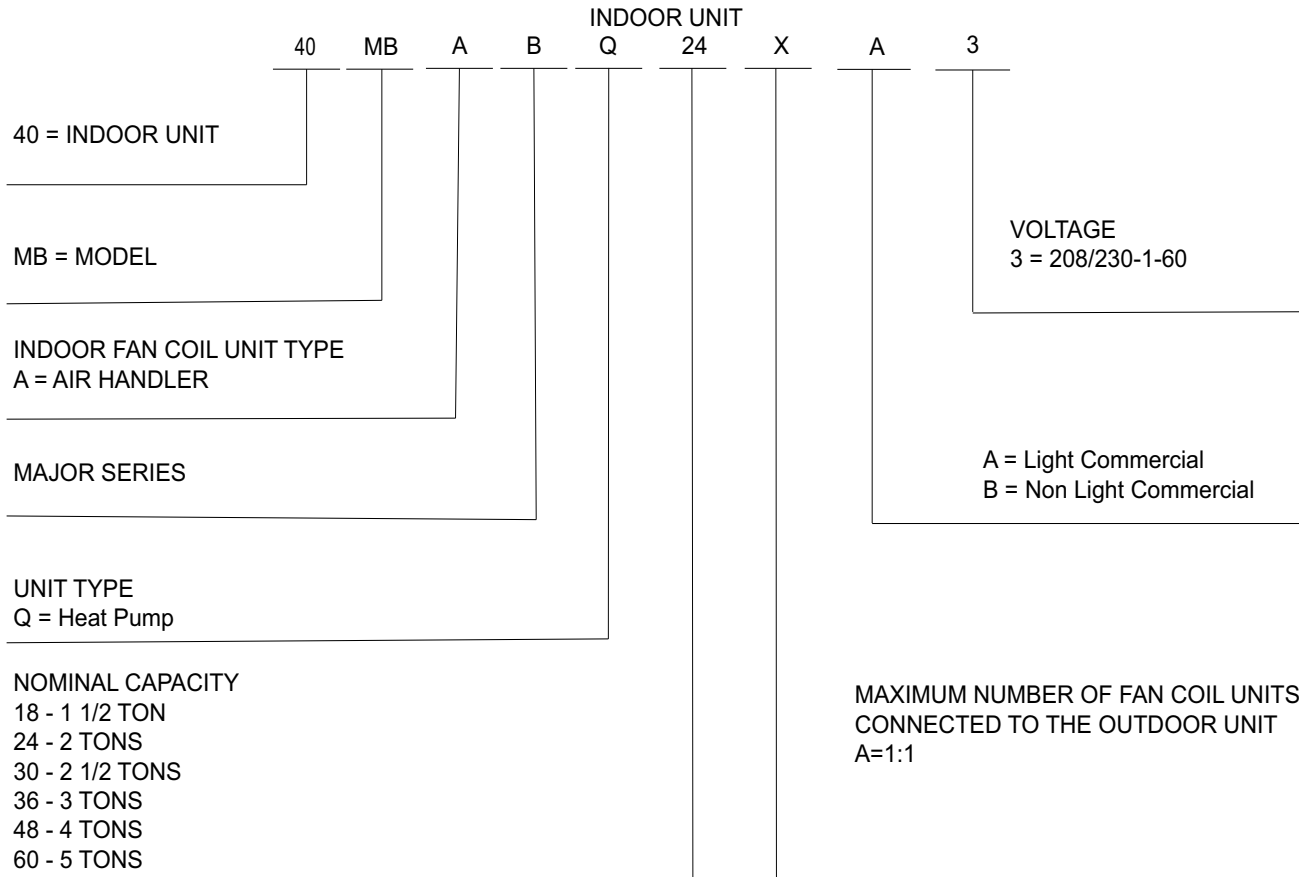 INDOOR UNIT
40 MB A B Q 24 X A 3
40 = INDOOR UNIT
MB = MODEL
INDOOR FAN COIL UNIT TYPE
A = AIR HANDLER
MAJOR SERIES
UNIT TYPE
Q = Heat Pump
NOMINAL CAPACITY
18 - 1 1/2 TON
24 - 2 TONS
30 - 2 1/2 TONS
36 - 3 TONS
48 - 4 TONS
60 - 5 TONS
VOLTAGE
3 = 208/230-1-60
A = Light Commercial
B = Non Light Commercial
MAXIMUM NUMBER OF FAN COIL UNITS
CONNECTED TO THE OUTDOOR UNIT
A=1:1